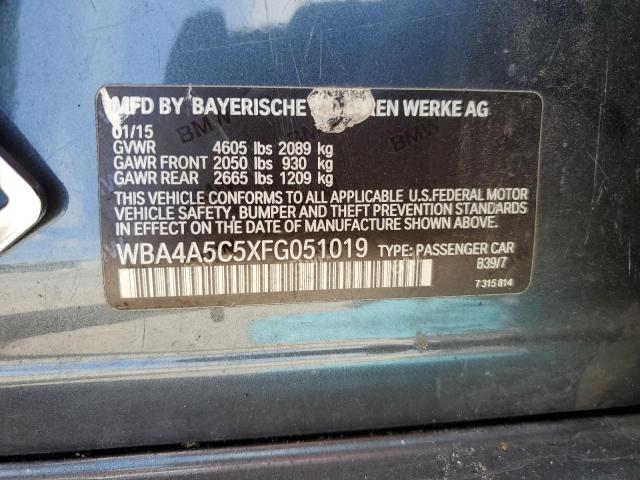 MFD BY BAYERISCHE REN WERKE AG
01/15
GVWR 4605 lbs 2089 kg
GAWR FRONT 2050 lbs 930 kg
GAWR REAR 2665 lbs 1209 kg
THIS VEHICLE CONFORMS TO ALL APPLICABLE U.S.FEDERAL MOTOR
VEHICLE SAFETY, BUMPER AND THEFT PREVENTION STANDARDS
IN EFFECT ON THE DATE OF MANUFACTURE SHOWN ABOVE.
WBA4A5C5XFG051019 TYPE: PASSENGER CAR
B39/7
7315814